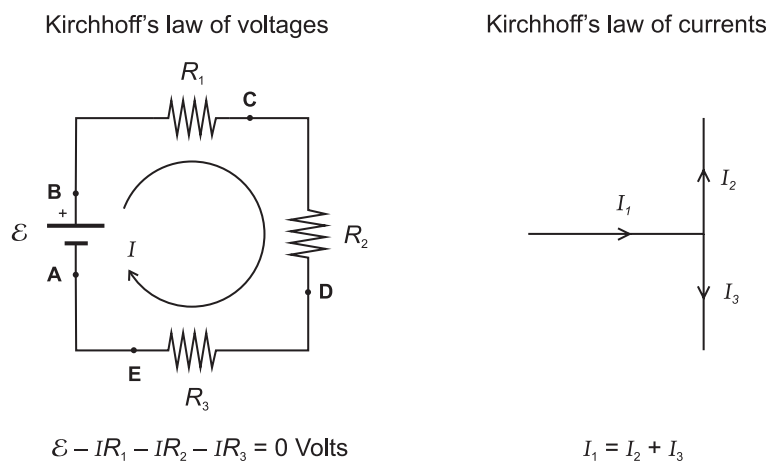 Kirchhoff's law of voltages
R₁
C
B
+
ℰ
I
R₂
A
D
E
R₃
ℰ – IR₁ – IR₂ – IR₃ = 0 Volts
Kirchhoff's law of currents
I₂
I₁
I₃
I₁ = I₂ + I₃